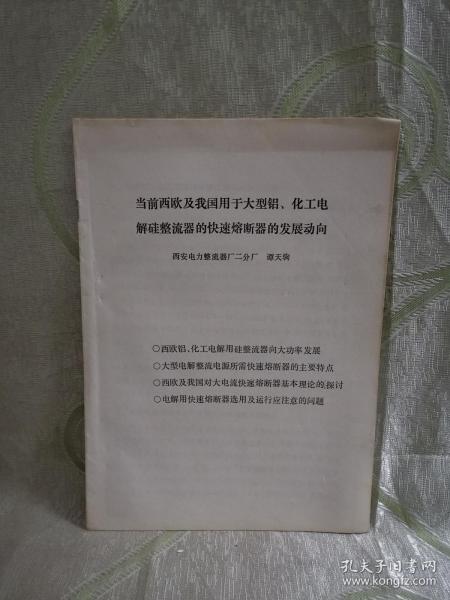 当前西欧及我国用于大型铝、化工电
解硅整流器的快速熔断器的发展动向
西安电力整流器厂二分厂 谭天驹
○西欧铝、化工电解用硅整流器向大功率发展
○大型电解整流电源所需快速熔断器的主要特点
○西欧及我国对大电流快速熔断器基本理论的探讨
○电解用快速熔断器选用及运行应注意的问题
孔夫子旧书网
www.kongfz.com